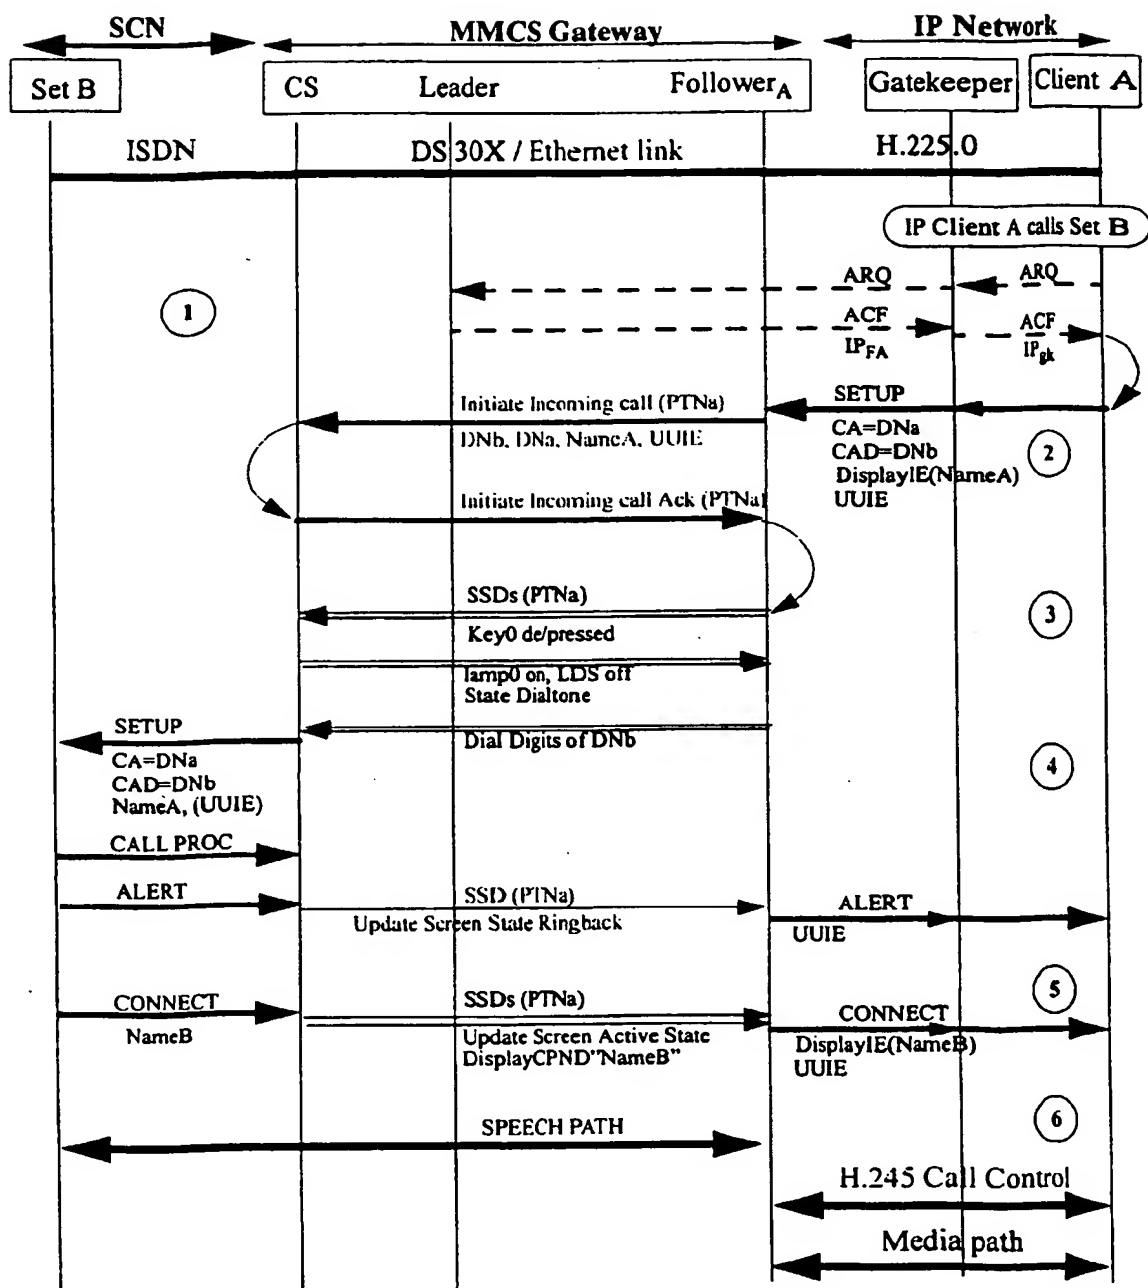 SCN MMCS Gateway IP Network
Set B CS Leader FollowerA Gatekeeper Client A
ISDN DS30X / Ethernet link H.225.0
IP Client A calls Set B
ARQ ARQ
1
ACF ACF
IPFA IPgk
SETUP
Initiate Incoming call (PTNa)
DNb, DNa, NameA, UUIE
CA=DNa
CAD=DNb
DisplayIE(NameA)
UUIE
2
Initiate Incoming call Ack (PTNa)
SSDs (PTNa)
Key0 de/pressed
3
lamp0 on, LDS off
State Dialtone
SETUP
Dial Digits of DNb
CA=DNa
CAD=DNb
NameA, (UUIE)
4
CALL PROC
ALERT SSD (PTNa) ALERT
Update Screen State Ringback
UUIE
5
CONNECT SSDs (PTNa) CONNECT
NameB
Update Screen Active State
DisplayCPND"NameB"
DisplayIE(NameB)
UUIE
6
SPEECH PATH
H.245 Call Control
Media path